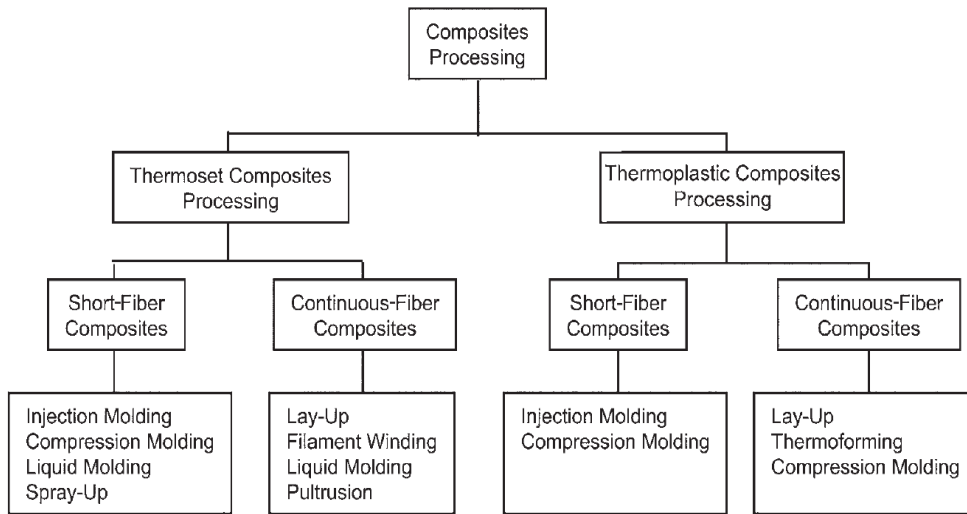 Composites
Processing
Thermoset Composites
Processing
Thermoplastic Composites
Processing
Short-Fiber
Composites
Continuous-Fiber
Composites
Short-Fiber
Composites
Continuous-Fiber
Composites
Injection Molding
Compression Molding
Liquid Molding
Spray-Up
Lay-Up
Filament Winding
Liquid Molding
Pultrusion
Injection Molding
Compression Molding
Lay-Up
Thermoforming
Compression Molding